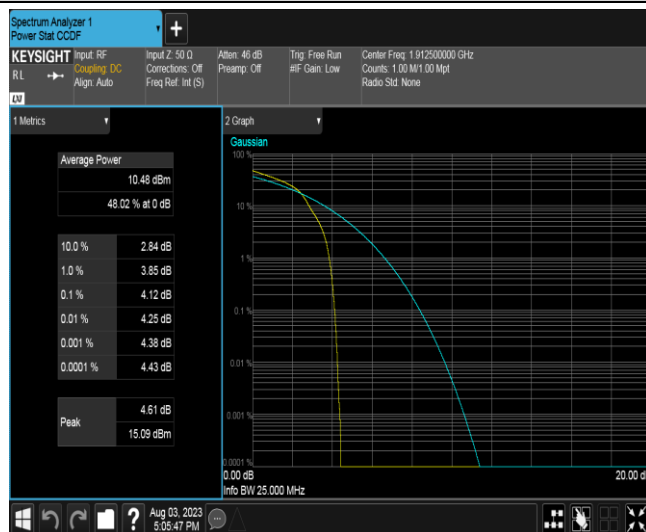 Spectrum Analyzer 1
Power Stat CCDF
KEYSIGHT
RL
LXI
Input: RF
Coupling: DC
Align: Auto
Input Z: 50 Ω
Corrections: Off
Freq Ref: Int (S)
Atten: 46 dB
Preamp: Off
Trig: Free Run
#IF Gain: Low
Center Freq: 1.912500000 GHz
Counts: 1.00 M/1.00 Mpt
Radio Std: None
1 Metrics
Average Power
10.48 dBm
48.02 % at 0 dB
10.0 % 2.84 dB
1.0 % 3.85 dB
0.1 % 4.12 dB
0.01 % 4.25 dB
0.001 % 4.38 dB
0.0001 % 4.43 dB
Peak
4.61 dB
15.09 dBm
2 Graph
Gaussian
100 %
10 %
1 %
0.1 %
0.01 %
0.001 %
0.0001 %
0.00 dB
20.00 d
Info BW 25.000 MHz
Aug 03, 2023
5:05:47 PM